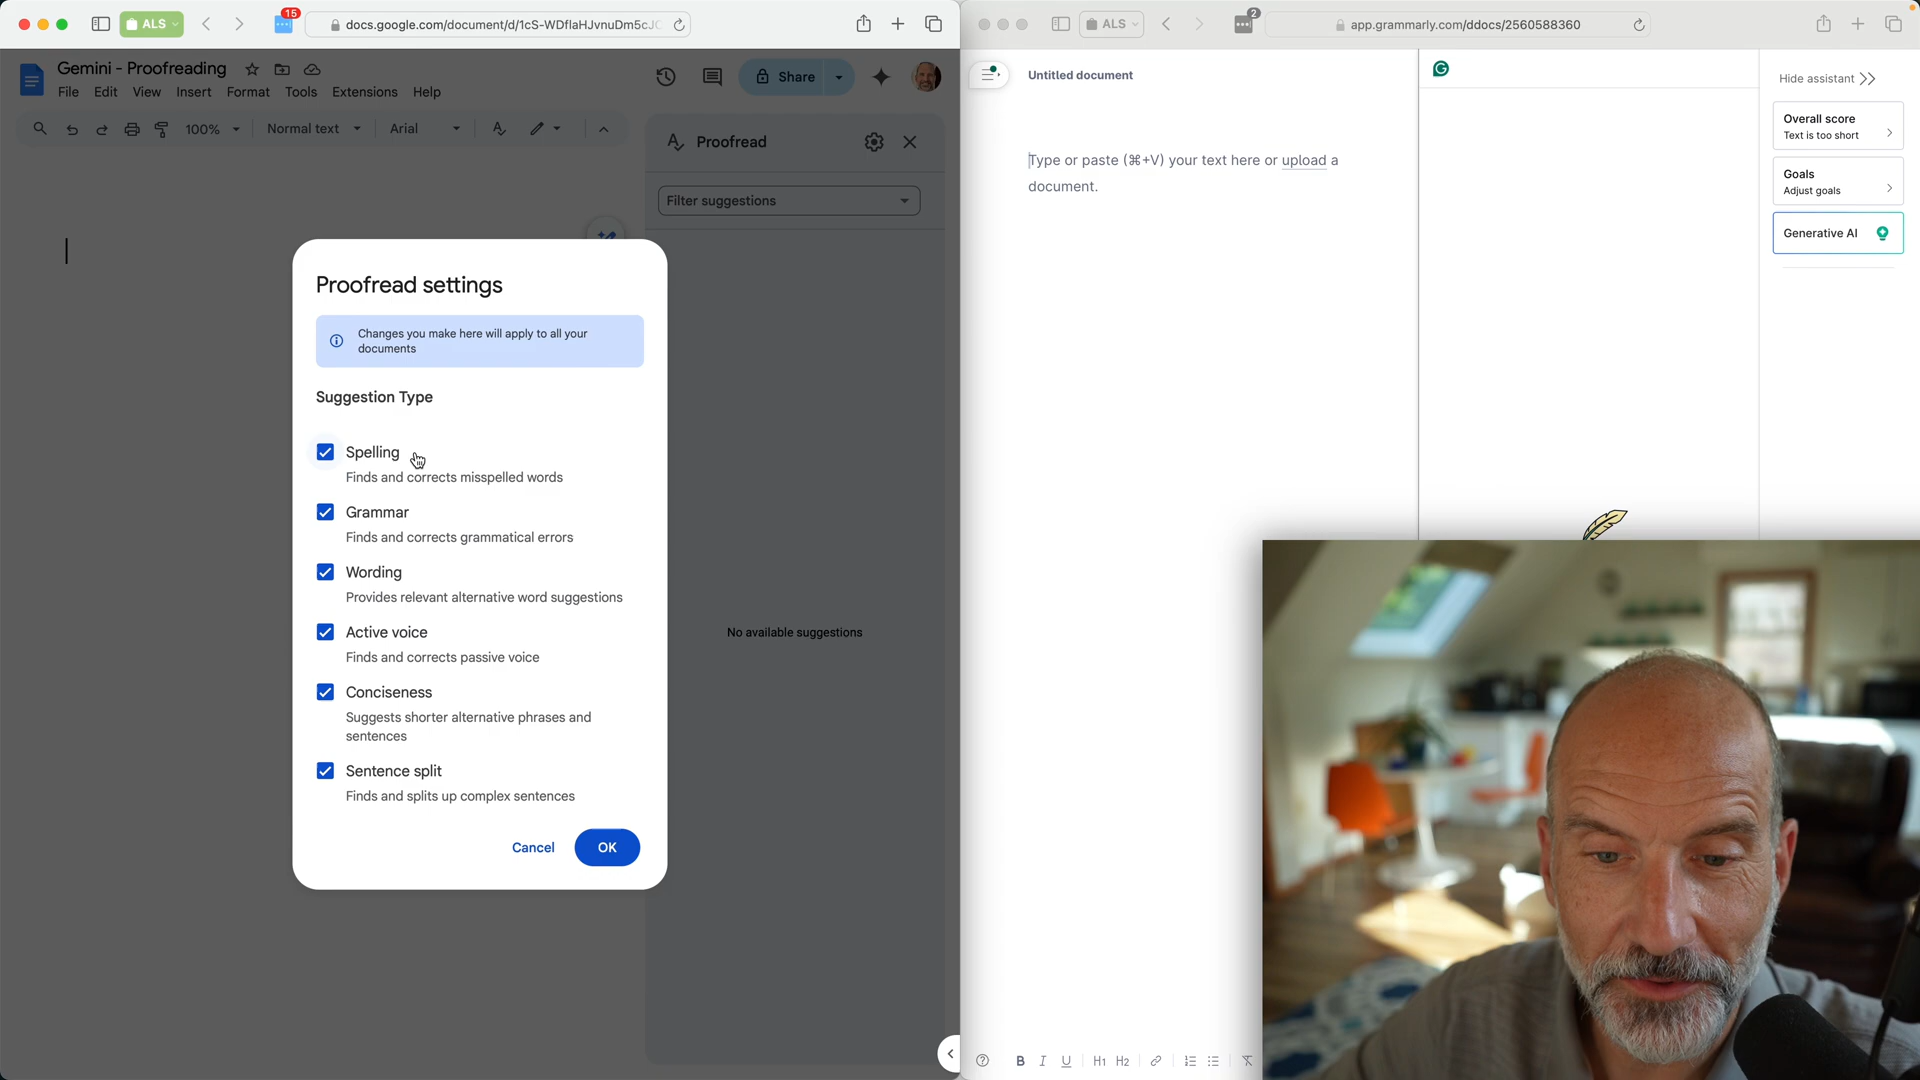 15
ALS
docs.google.com/document/d/1cS-WDflaHJvnuDm5cJC
Gemini - Proofreading
File Edit View Insert Format Tools Extensions Help
Share
100%
Normal text
Arial
Proofread
Filter suggestions
No available suggestions
Proofread settings
Changes you make here will apply to all your
documents
Suggestion Type
Spelling
Finds and corrects misspelled words
Grammar
Finds and corrects grammatical errors
Wording
Provides relevant alternative word suggestions
Active voice
Finds and corrects passive voice
Conciseness
Suggests shorter alternative phrases and
sentences
Sentence split
Finds and splits up complex sentences
Cancel
OK
ALS
2
app.grammarly.com/ddocs/2560588360
Untitled document
Type or paste (⌘+V) your text here or upload a
document.
Hide assistant
Overall score
Text is too short
Goals
Adjust goals
Generative AI
B I U H1 H2